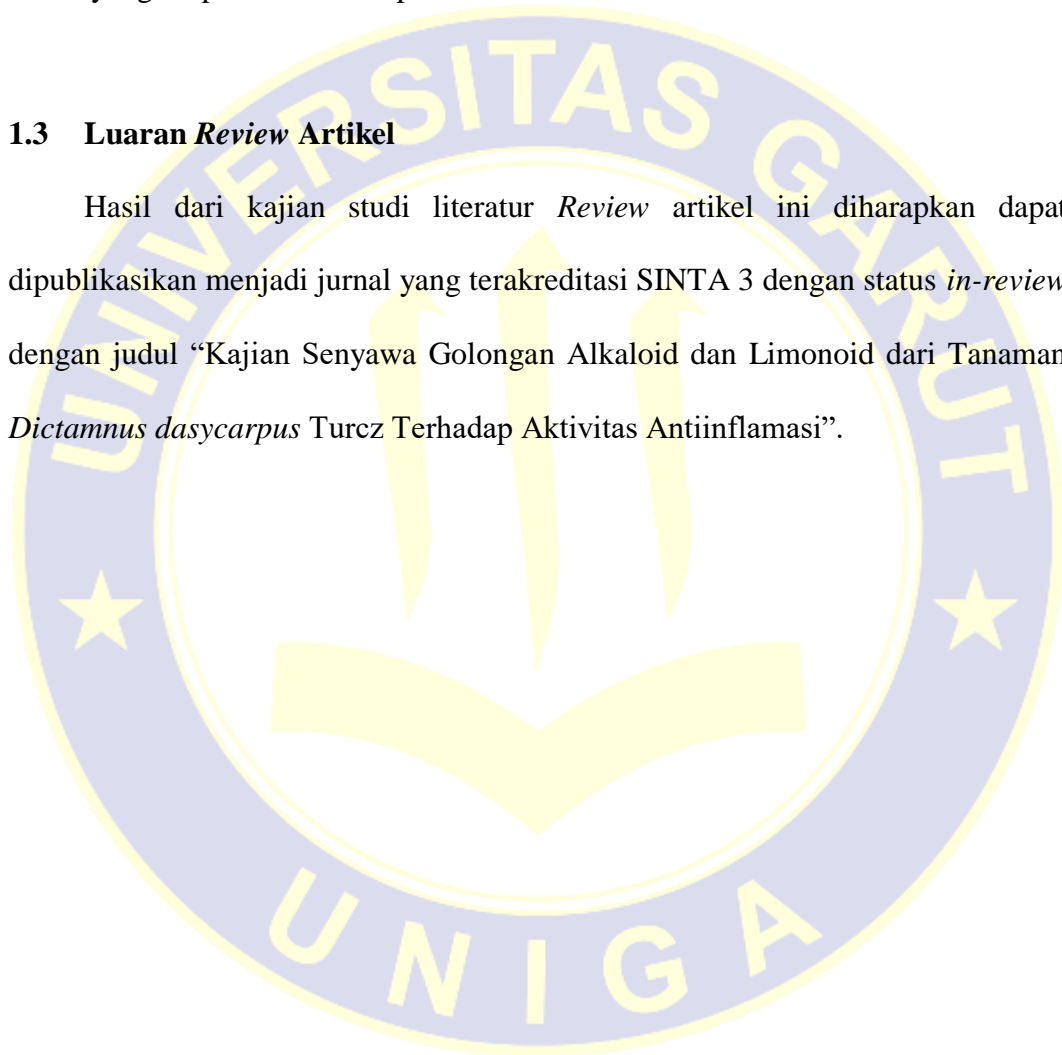 1.3 Luaran Review Artikel
Hasil dari kajian studi literatur Review artikel ini diharapkan dapat
dipublikasikan menjadi jurnal yang terakreditasi SINTA 3 dengan status in-review
dengan judul “Kajian Senyawa Golongan Alkaloid dan Limonoid dari Tanaman
Dictamnus dasycarpus Turcz Terhadap Aktivitas Antiinflamasi”.
UNIVERSITAS GARUT
UNIGA